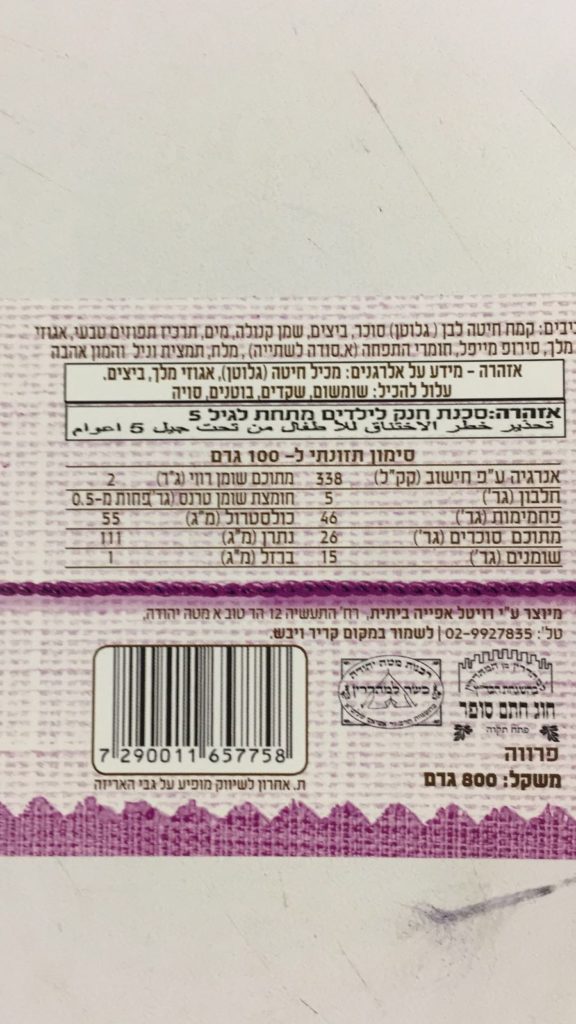 קמח חיטה לבן (גלוטן) סוכר, ביצים, שמן קנולה, מים, תרכיז תפוזים טבעי, אגוזי
מלך, סירופ מייפל, חומרי התפחה (א.סודה לשתייה), מלח, תמצית וניל והמון אהבה
אזהרה - מידע על אלרגנים: מכיל חיטה (גלוטן), אגוזי מלך, ביצים.
עלול להכיל: שומשום, שקדים, בוטנים, סויה
אזהרה:סכנת חנק לילדים מתחת לגיל 5
تحذير خطر الاختناق للاطفال من تحت جيل 5 اعوام
סימון תזונתי ל- 100 גרם
אנרגיה ע"פ חישוב (קק"ל) 338 מתוכם שומן רווי (ג"ר) 2
חלבון (גר') 5 חומצת שומן טרנס (גר') פחות מ-0.5
פחמימות (גר') 46 כולסטרול (מ"ג) 55
מתוכם סוכרים (גר') 26 נתרן (מ"ג) 111
שומנים (גר') 15 ברזל (מ"ג) 1
מיוצר ע"י רויטל אפייה ביתית, רח' התעשיה 12 הר טוב א מטה יהודה,
טל': 02-9927835 | לשמור במקום קריר ויבש.
רבנות מטה יהודה
כשר למהדרין
חוג חתם סופר
פתח תקוה
פרווה
משקל: 800 גרם
7 290011 657758
ת. אחרון לשיווק מופיע על גבי האריזה